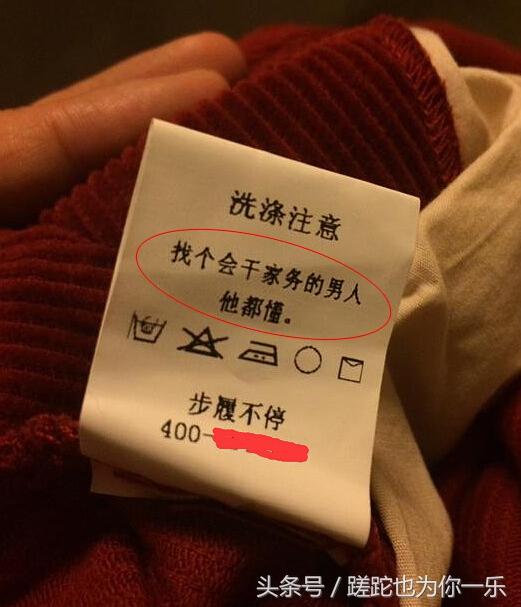 洗涤注意
找个会干家务的男人
他都懂。
步履不停
400-
头条号/蹉跎也为你一乐